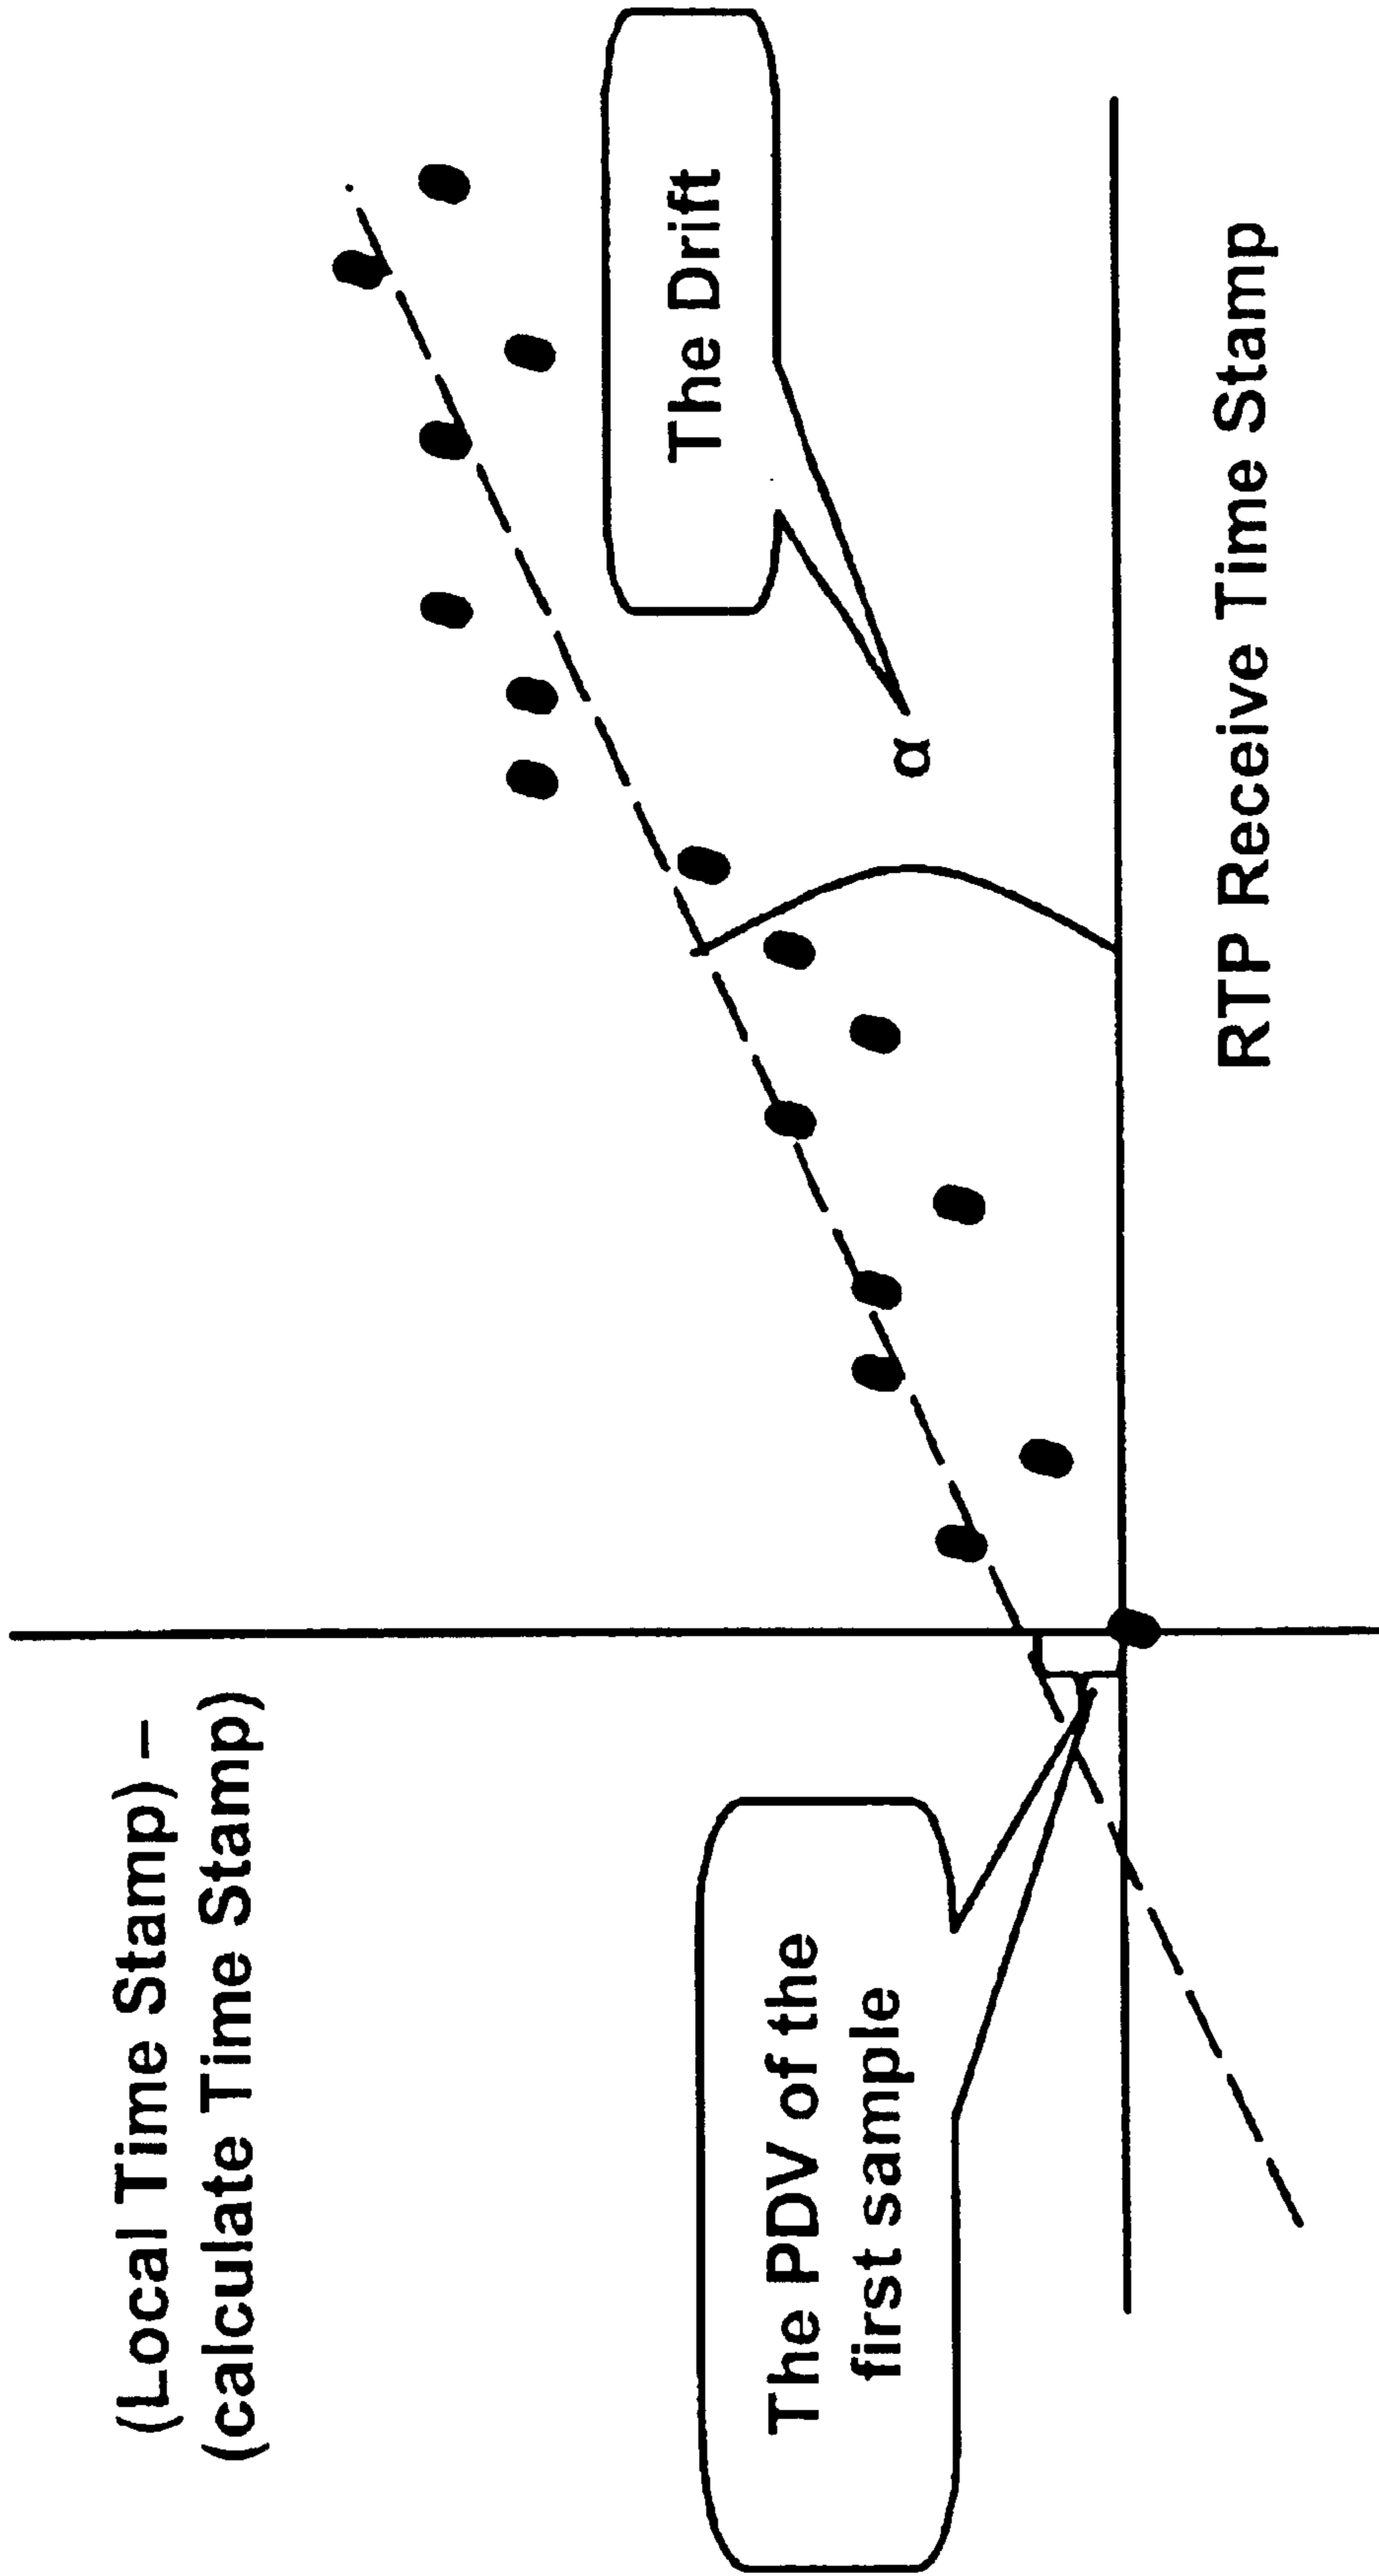 (Local Time Stamp) –
(calculate Time Stamp)
The PDV of the
first sample
The Drift
α
RTP Receive Time Stamp